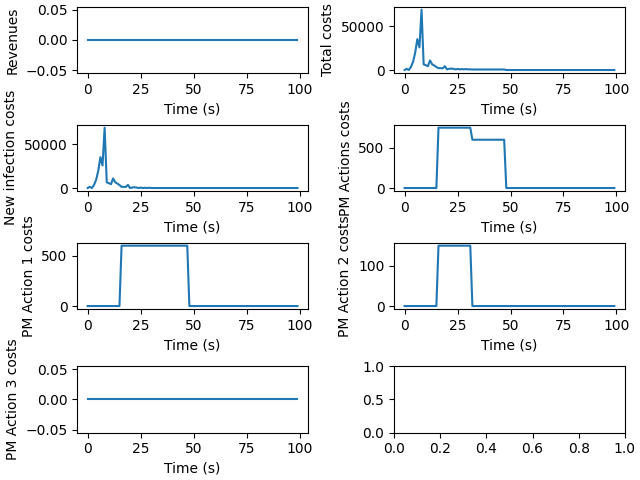 Revenues
0.05
0.00
−0.05
0 25 50 75 100
Time (s)
Total costs
50000
0
0 25 50 75 100
Time (s)
New infection costs
50000
0
0 25 50 75 100
Time (s)
PM Actions costs
500
0
0 25 50 75 100
Time (s)
PM Action 1 costs
500
0
0 25 50 75 100
Time (s)
PM Action 2 costs
100
0
0 25 50 75 100
Time (s)
PM Action 3 costs
0.05
0.00
−0.05
0 25 50 75 100
Time (s)
1.0
0.5
0.0
0.0 0.2 0.4 0.6 0.8 1.0